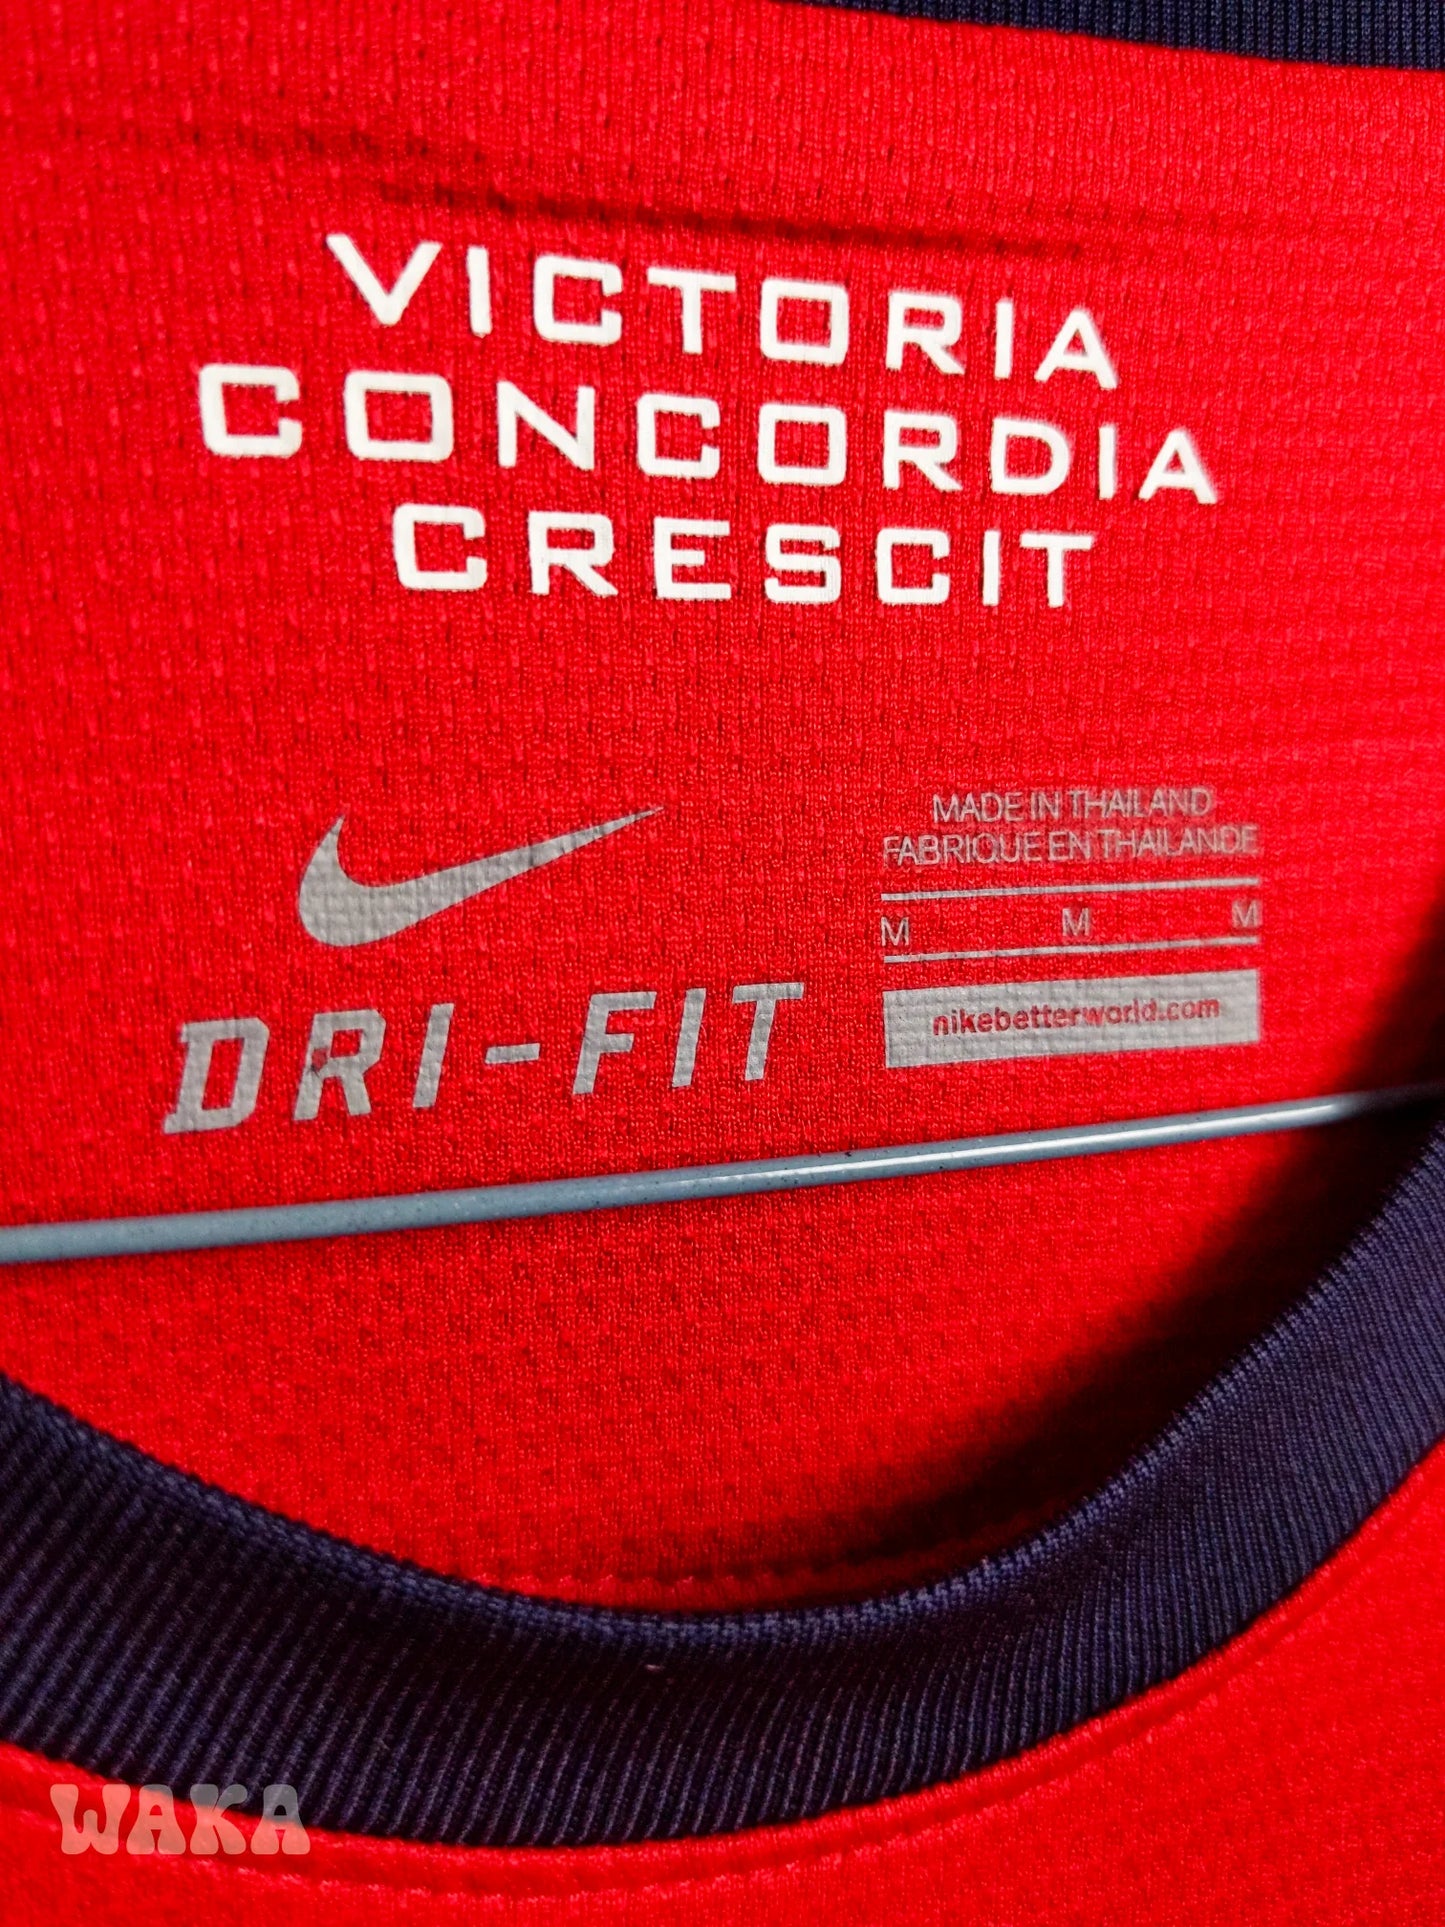 VICTORIA
CONCORDIA
CRESCIT
MADE IN THAILAND
FABRIQUE EN THAILANDE
M M M
nikebetterworld.com
DRI-FIT
WAKA